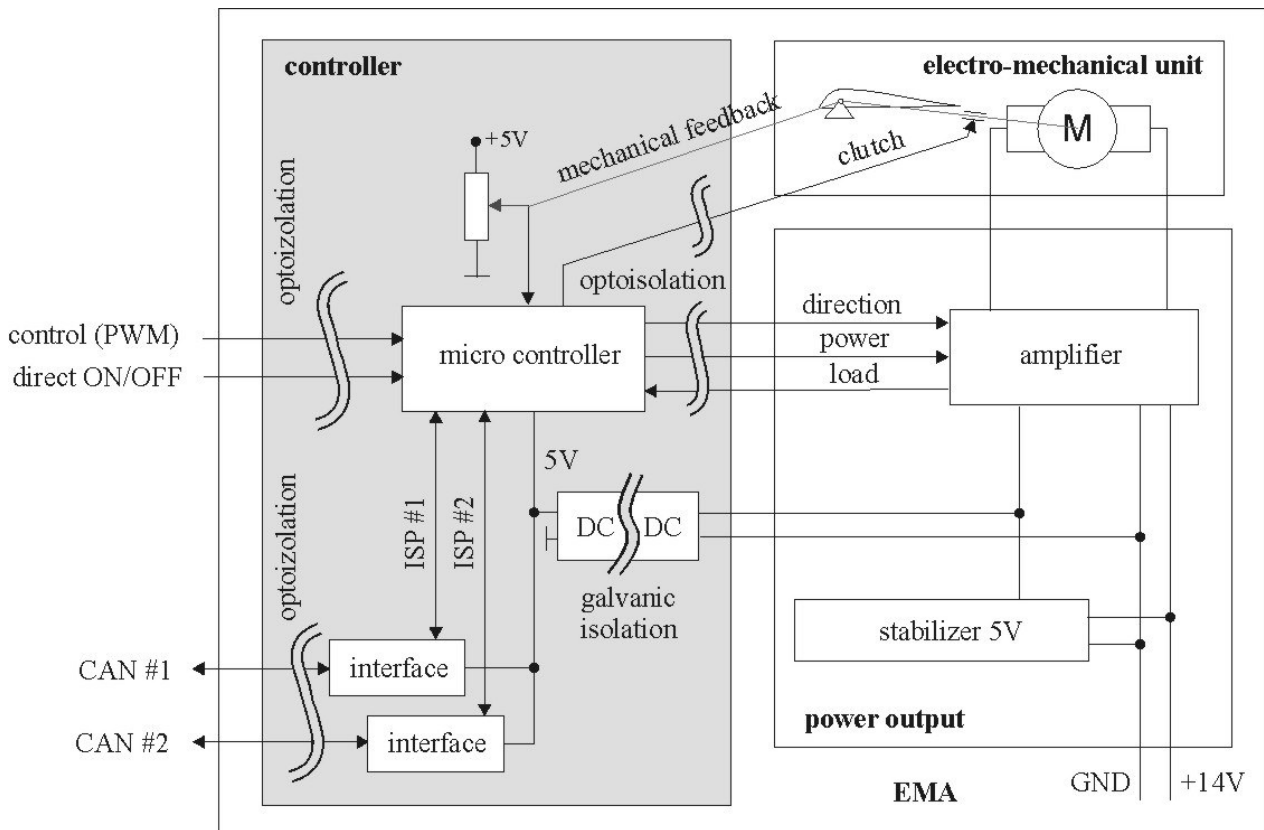 controller
electro-mechanical unit
M
mechanical feedback
clutch
+5V
optoizolation
optoisolation
control (PWM)
direct ON/OFF
micro controller
direction
power
load
amplifier
5V
ISP #1
ISP #2
DC
DC
galvanic
isolation
optoizolation
stabilizer 5V
CAN #1
interface
CAN #2
interface
power output
EMA
GND
+14V